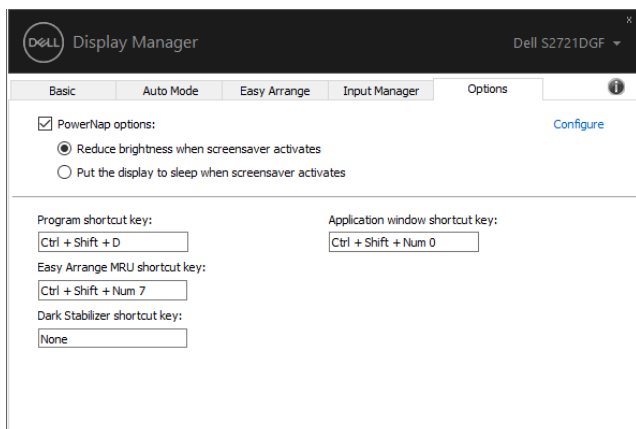 x
DELL Display Manager Dell S2721DGF
Basic Auto Mode Easy Arrange Input Manager Options i
PowerNap options: Configure
Reduce brightness when screensaver activates
Put the display to sleep when screensaver activates
Program shortcut key: Application window shortcut key:
Ctrl + Shift + D Ctrl + Shift + Num 0
Easy Arrange MRU shortcut key:
Ctrl + Shift + Num 7
Dark Stabilizer shortcut key:
None